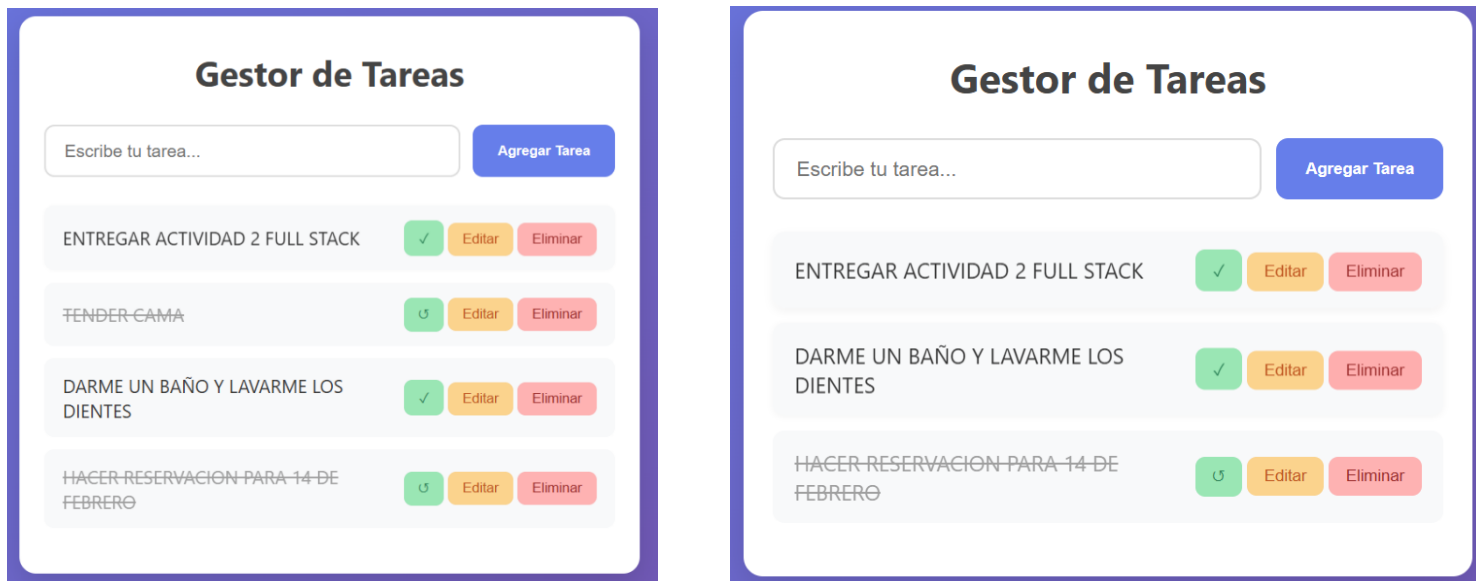 Gestor de Tareas
Escribe tu tarea...
Agregar Tarea
ENTREGAR ACTIVIDAD 2 FULL STACK
✓ Editar Eliminar
TENDER CAMA
↺ Editar Eliminar
DARME UN BAÑO Y LAVARME LOS
DIENTES
✓ Editar Eliminar
HACER RESERVACION PARA 14 DE
FEBRERO
↺ Editar Eliminar
Gestor de Tareas
Escribe tu tarea...
Agregar Tarea
ENTREGAR ACTIVIDAD 2 FULL STACK
✓ Editar Eliminar
DARME UN BAÑO Y LAVARME LOS
DIENTES
✓ Editar Eliminar
HACER RESERVACION PARA 14 DE
FEBRERO
↺ Editar Eliminar